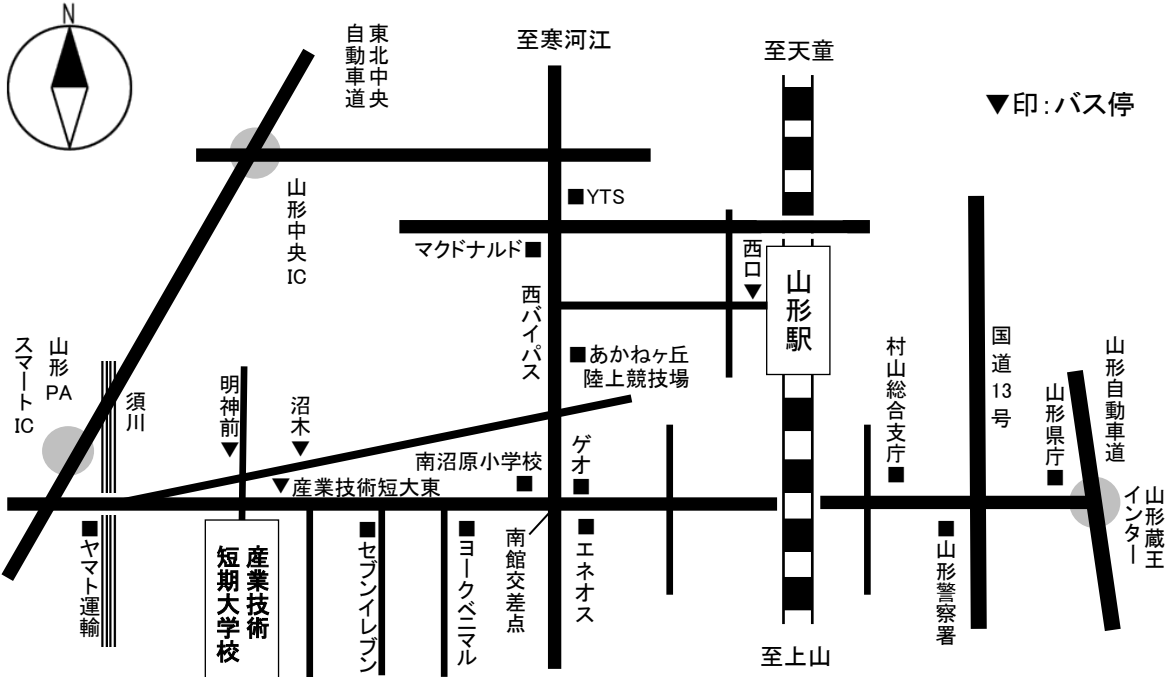 N
東北中央
自動車道
至寒河江
至天童
▼印：バス停
山形中央IC
■YTS
マクドナルド■
西口▼
山形駅
西バイパス
■あかねヶ丘
陸上競技場
国道13号
村山総合支庁■
山形県庁■
山形自動車道
山形蔵王
インター
山形PA
スマートIC
須川
明神前▼
沼木▼
▼産業技術短大東
南沼原小学校■
ゲオ■
■ヤマト運輸
産業技術
短期大学校
■セブンイレブン
■ヨークベニマル
南館交差点
■エネオス
■山形警察署
至上山